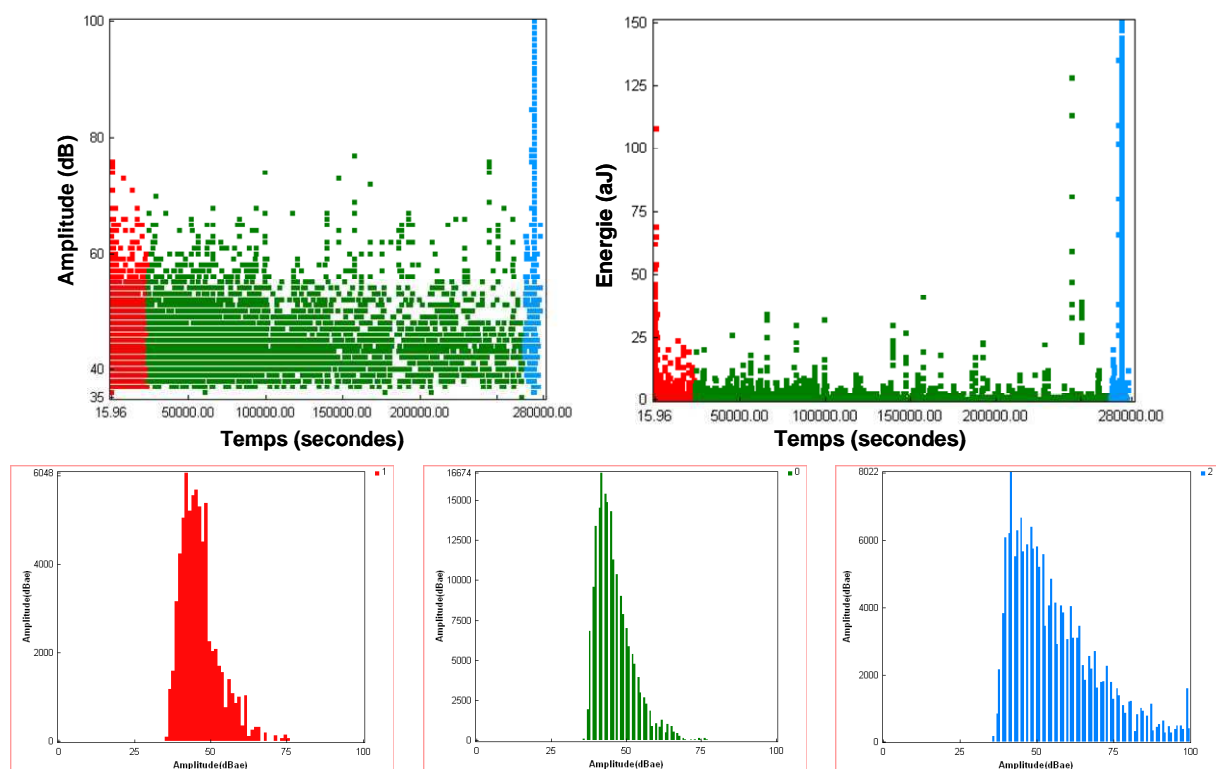 100
80
60
40
35
Amplitude (dB)
15.96 50000.00 100000.00 150000.00 200000.00 280000.00
Temps (secondes)
150
125
100
75
50
25
0
Energie (aJ)
15.96 50000.00 100000.00 150000.00 200000.00 280000.00
Temps (secondes)
6048
4000
2000
0
Amplitude(dBae)
0 25 50 75 100
Amplitude(dBae)
1
16674
15000
12500
10000
7500
5000
2500
0
Amplitude(dBae)
0 25 50 75 100
Amplitude(dBae)
0
8022
6000
4000
2000
0
Amplitude(dBae)
0 25 50 75 100
Amplitude(dBae)
2